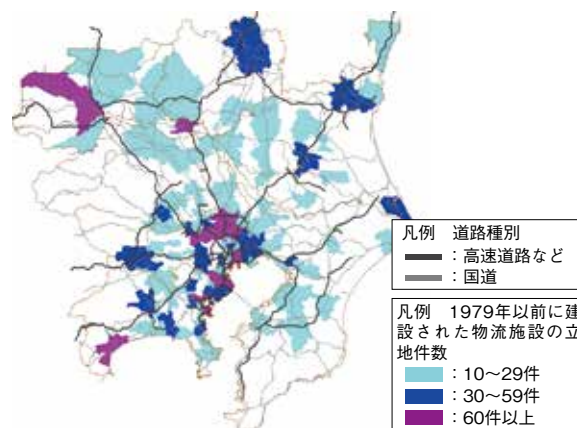 凡例　道路種別
：高速道路など
：国道
凡例　1979年以前に建
設された物流施設の立
地件数
：10～29件
：30～59件
：60件以上